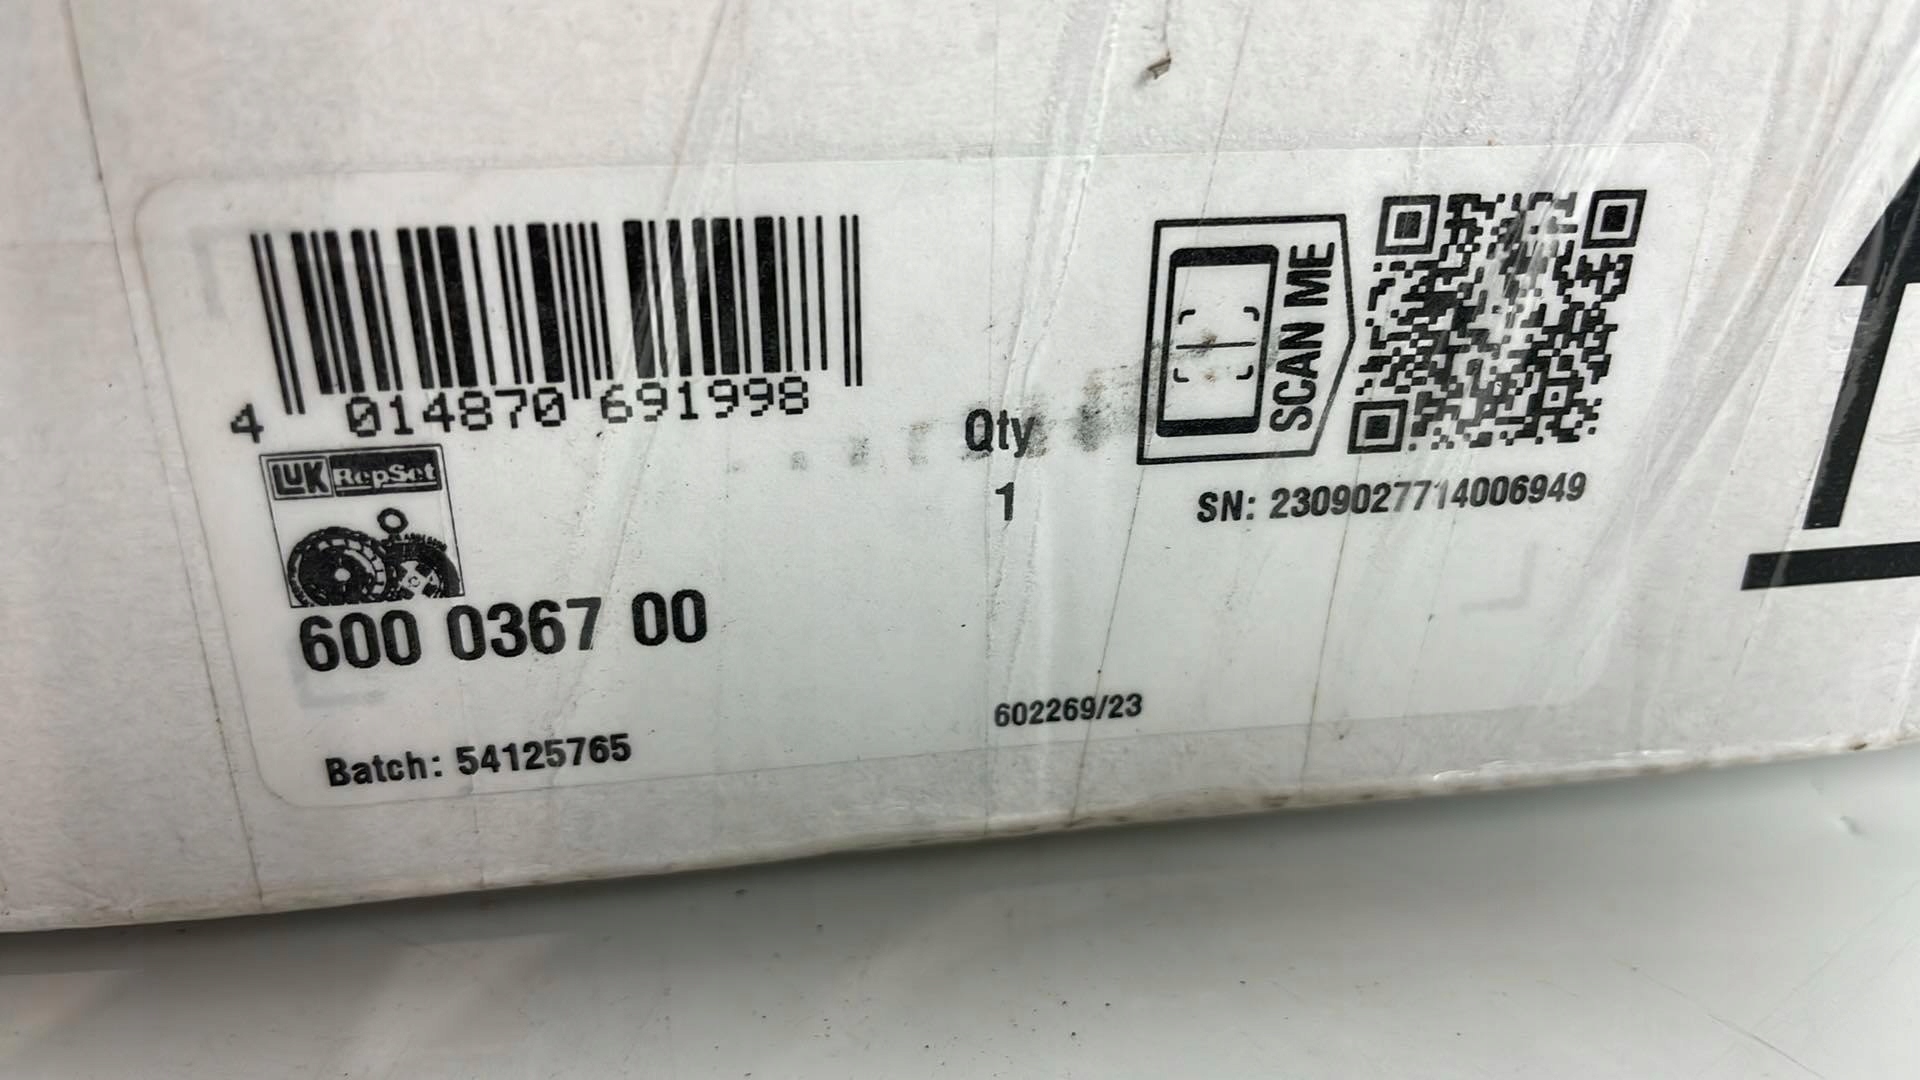 4 014870 691998
LUK RepSet
600 0367 00
Batch: 54125765
Qty
1
602269/23
SCAN ME
SN: 2309027714006949